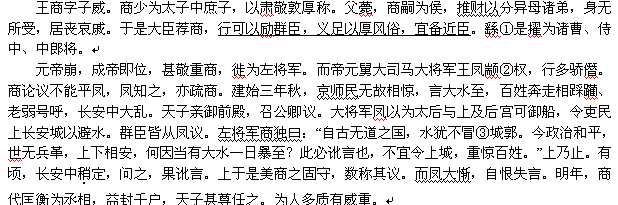 王商字子威。商少为太子中庶子，以肃敬敦厚称。父薨，商嗣为侯，推财以分异母诸弟，身无
所受，居丧哀戚。于是大臣荐商，行可以励群臣，义足以厚风俗，宜备近臣。繇①是擢为诸曹、侍
中、中郎将。
元帝崩，成帝即位，甚敬重商，徙为左将军。而帝元舅大司马大将军王凤颛②权，行多骄僭。
商论议不能平凤，凤知之，亦疏商。建始三年秋，京师民无故相惊，言大水至，百姓奔走相蹂躏、
老弱号呼，长安中大乱。天子亲御前殿，召公卿议。大将军凤以为太后与上及后宫可御船，令吏民
上长安城以避水。群臣皆从凤议。左将军商独曰：“自古无道之国，水犹不冒③城郭。今政治和平，
世无兵革，上下相安，何因当有大水一日暴至？此必讹言也，不宜令上城，重惊百姓。”上乃止。有
顷，长安中稍定，问之，果讹言。上于是美商之固守，数称其议。而凤大惭，自恨失言。明年，商
代匡衡为丞相，益封千户，天子甚尊任之。为人多质有威重。